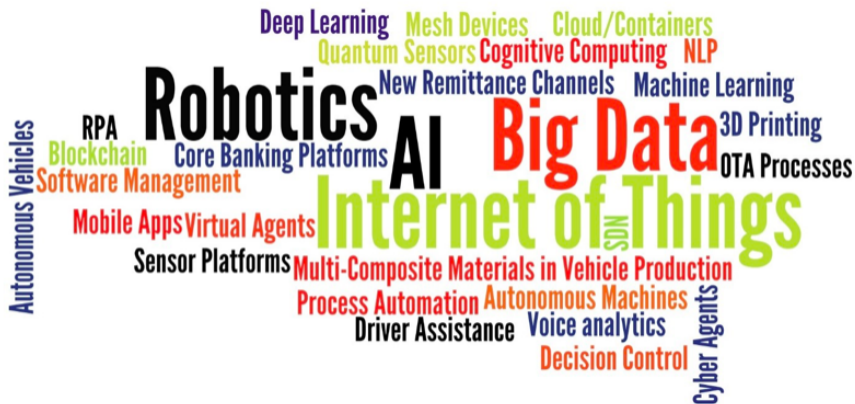 Deep Learning
Mesh Devices
Cloud/Containers
Quantum Sensors
Cognitive Computing
NLP
New Remittance Channels
Machine Learning
Robotics
Big Data
3D Printing
RPA
AI
Blockchain
Core Banking Platforms
OTA Processes
Autonomous Vehicles
Software Management
Internet of Things
SDN
Mobile Apps
Virtual Agents
Sensor Platforms
Multi-Composite Materials in Vehicle Production
Process Automation
Autonomous Machines
Driver Assistance
Voice analytics
Cyber Agents
Decision Control